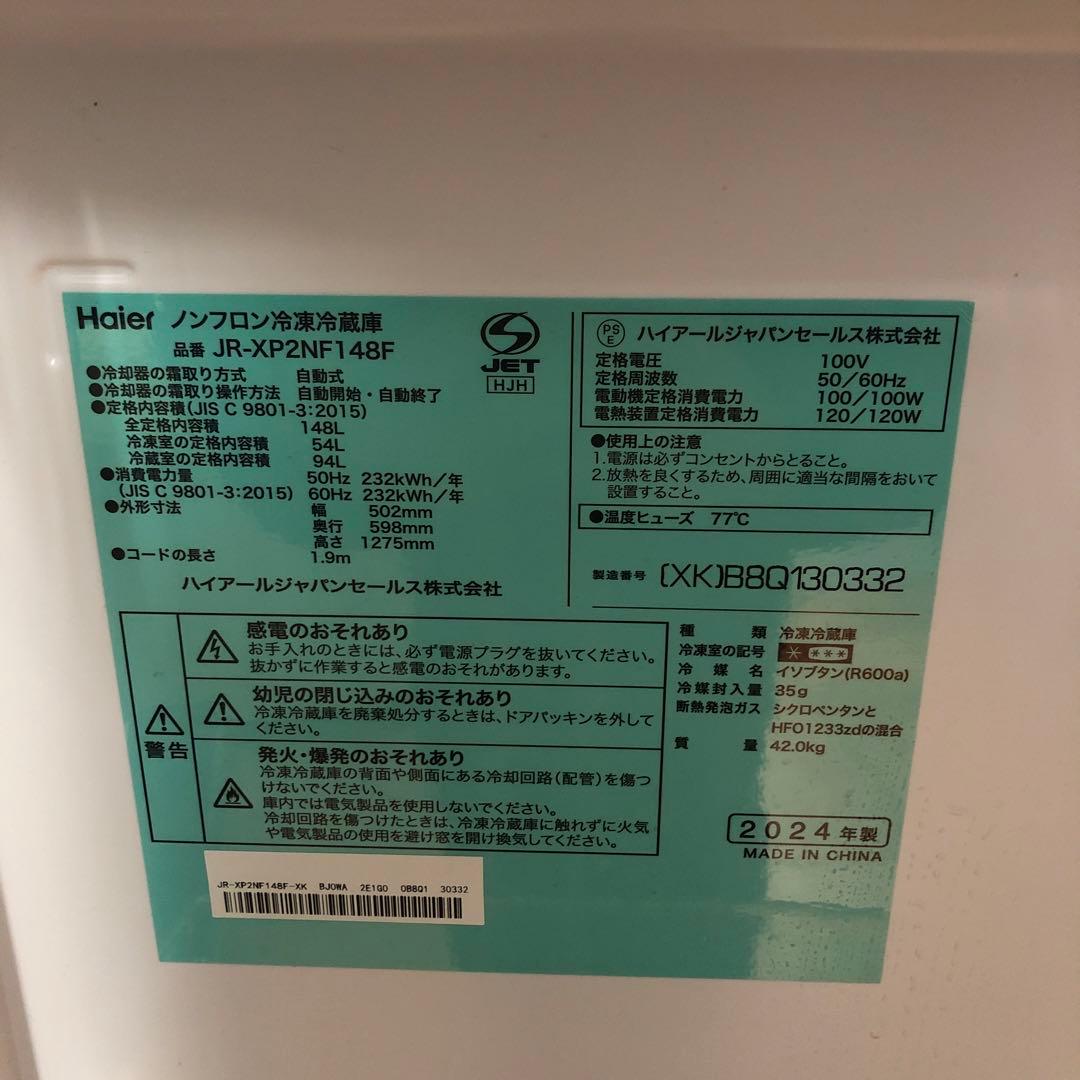 Haier ノンフロン冷凍冷蔵庫
品番 JR-XP2NF148F
●冷却器の霜取り方式 自動式
●冷却器の霜取り操作方法 自動開始・自動終了
●定格内容積(JIS C 9801-3:2015)
全定格内容積 148L
冷凍室の定格内容積 54L
冷蔵室の定格内容積 94L
●消費電力量 50Hz 232kWh/年
(JIS C 9801-3:2015) 60Hz 232kWh/年
●外形寸法 幅 502mm
奥行 598mm
高さ 1275mm
●コードの長さ 1.9m
ハイアールジャパンセールス株式会社
S
JET
HJH
PS
E
ハイアールジャパンセールス株式会社
定格電圧 100V
定格周波数 50/60Hz
電動機定格消費電力 100/100W
電熱装置定格消費電力 120/120W
●使用上の注意
1.電源は必ずコンセントからとること。
2.放熱を良くするため、周囲に適当な間隔をおいて
設置すること。
●温度ヒューズ 77℃
製造番号 (XK)B8Q130332
警告
感電のおそれあり
お手入れのときには、必ず電源プラグを抜いてください。
抜かずに作業すると感電のおそれがあります。
幼児の閉じ込みのおそれあり
冷凍冷蔵庫を廃棄処分するときは、ドアパッキンを外して
ください。
発火・爆発のおそれあり
冷凍冷蔵庫の背面や側面にある冷却回路(配管)を傷つ
けないでください。
庫内では電気製品を使用しないでください。
冷却回路を傷つけたときは、冷凍冷蔵庫に触れずに火気
や電気製品の使用を避け窓を開け換気してください。
種類 冷凍冷蔵庫
冷凍室の記号 * ***
冷媒名 イソブタン(R600a)
冷媒封入量 35g
断熱発泡ガス シクロペンタンと
HFO1233zdの混合
質量 42.0kg
2024年製
MADE IN CHINA
JR-XP2NF148F-XK BJ0WA 2E1G0 0B8Q1 30332